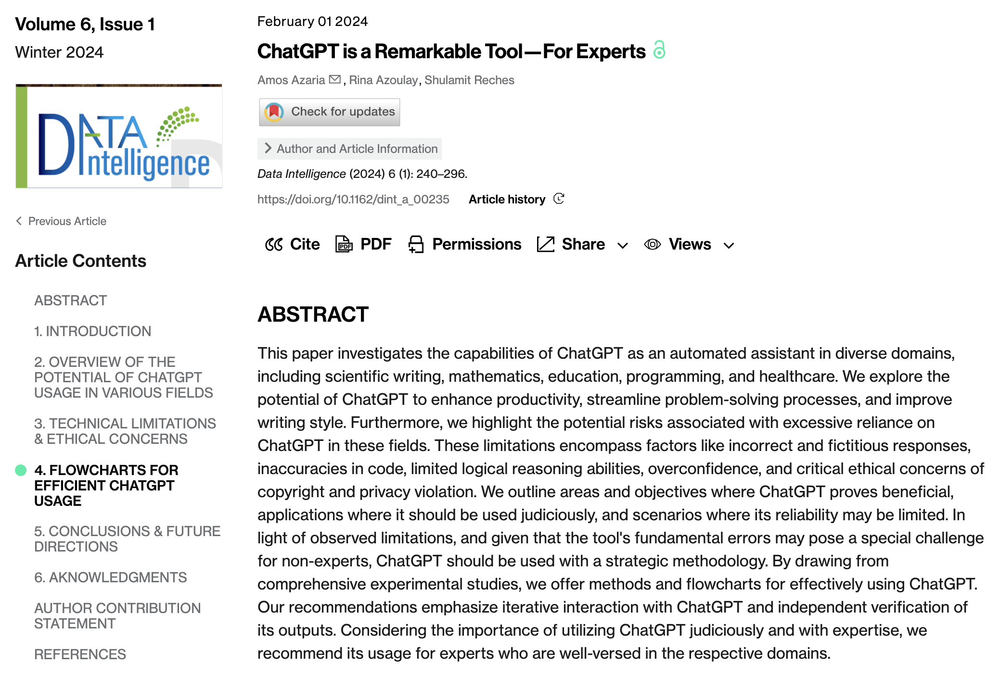 Volume 6, Issue 1
Winter 2024
DATA
Intelligence
Previous Article
Article Contents
ABSTRACT
1. INTRODUCTION
2. OVERVIEW OF THE
POTENTIAL OF CHATGPT
USAGE IN VARIOUS FIELDS
3. TECHNICAL LIMITATIONS
& ETHICAL CONCERNS
4. FLOWCHARTS FOR
EFFICIENT CHATGPT
USAGE
5. CONCLUSIONS & FUTURE
DIRECTIONS
6. AKNOWLEDGMENTS
AUTHOR CONTRIBUTION
STATEMENT
REFERENCES
February 01 2024
ChatGPT is a Remarkable Tool—For Experts
Amos Azaria , Rina Azoulay, Shulamit Reches
Check for updates
Author and Article Information
Data Intelligence (2024) 6 (1): 240–296.
https://doi.org/10.1162/dint_a_00235 Article history
Cite PDF Permissions Share Views
ABSTRACT
This paper investigates the capabilities of ChatGPT as an automated assistant in diverse domains,
including scientific writing, mathematics, education, programming, and healthcare. We explore the
potential of ChatGPT to enhance productivity, streamline problem-solving processes, and improve
writing style. Furthermore, we highlight the potential risks associated with excessive reliance on
ChatGPT in these fields. These limitations encompass factors like incorrect and fictitious responses,
inaccuracies in code, limited logical reasoning abilities, overconfidence, and critical ethical concerns of
copyright and privacy violation. We outline areas and objectives where ChatGPT proves beneficial,
applications where it should be used judiciously, and scenarios where its reliability may be limited. In
light of observed limitations, and given that the tool's fundamental errors may pose a special challenge
for non-experts, ChatGPT should be used with a strategic methodology. By drawing from
comprehensive experimental studies, we offer methods and flowcharts for effectively using ChatGPT.
Our recommendations emphasize iterative interaction with ChatGPT and independent verification of
its outputs. Considering the importance of utilizing ChatGPT judiciously and with expertise, we
recommend its usage for experts who are well-versed in the respective domains.